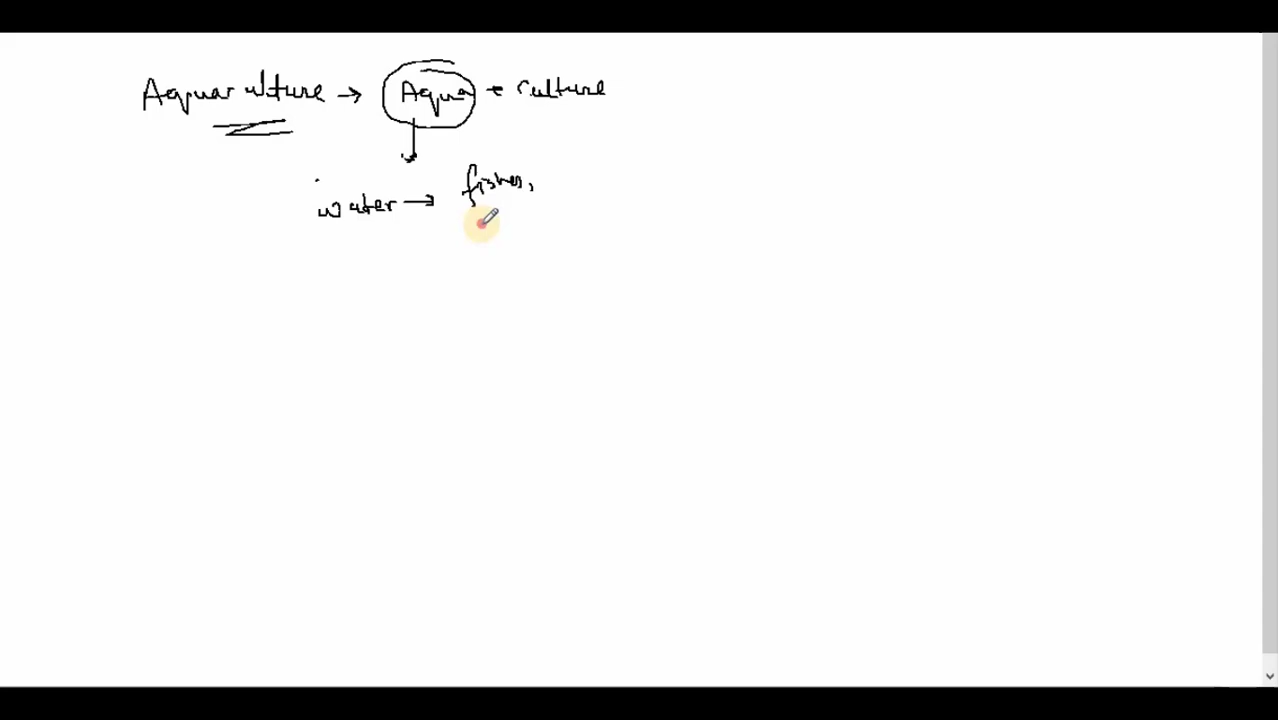 Aquaculture → Aqua + culture
water → fishes,